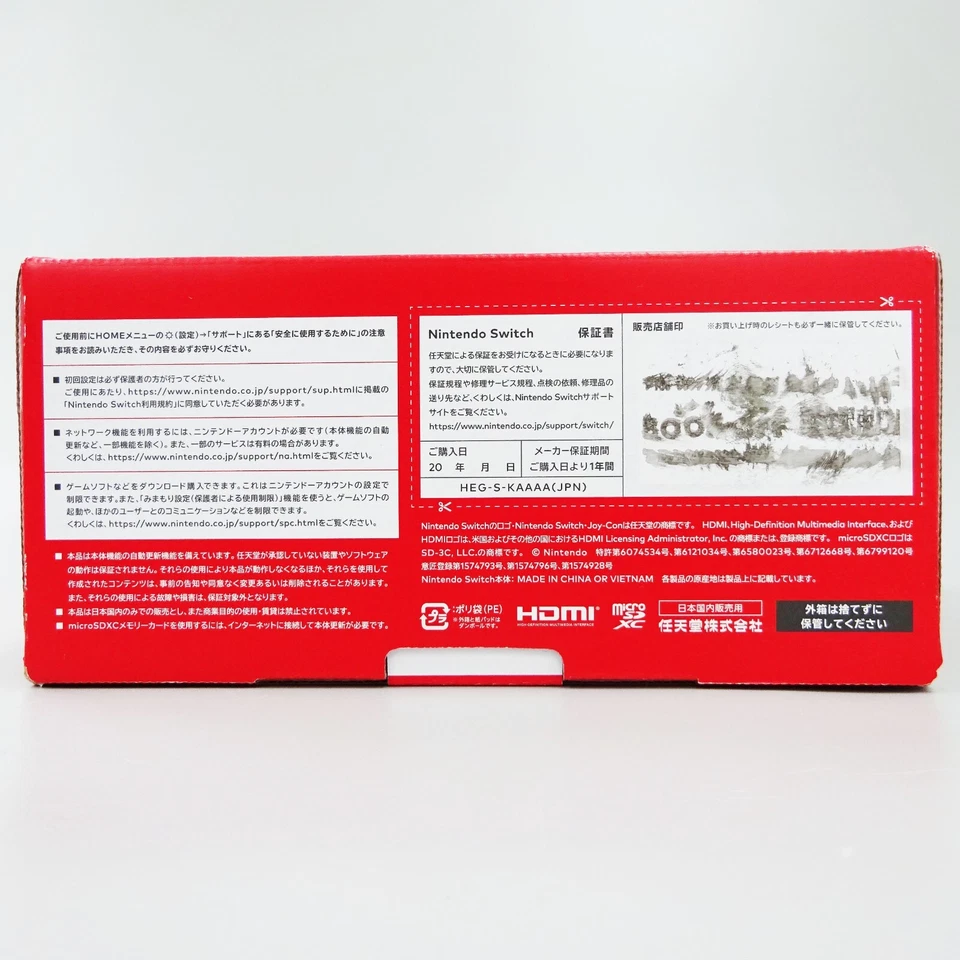 ご使用前にHOMEメニューの(設定)→「サポート」にある「安全に使用するために」の注意
事項をお読みいただき、その内容を必ずお守りください。
■ 初回設定は必ず保護者の方が行ってください。
ご使用にあたり、https://www.nintendo.co.jp/support/sup.htmlに掲載の
「Nintendo Switch利用規約」に同意していただく必要があります。
■ ネットワーク機能を利用するには、ニンテンドーアカウントが必要です(本体機能の自動
更新など、一部機能を除く)。また、一部のサービスは有料の場合があります。
くわしくは、https://www.nintendo.co.jp/support/na.htmlをご覧ください。
■ ゲームソフトなどをダウンロード購入できます。これはニンテンドーアカウントの設定で
制限できます。また、「みまもり設定(保護者による使用制限)」機能を使うと、ゲームソフトの
起動や、ほかのユーザーとのコミュニケーションなどを制限できます。
くわしくは、https://www.nintendo.co.jp/support/spc.htmlをご覧ください。
■ 本品は本体機能の自動更新機能を備えています。任天堂が承認していない装置やソフトウェア
の動作は保証されません。それらの使用により本品が動作しなくなるほか、それらを使用して
作成されたコンテンツは、事前の告知や同意なく変更あるいは削除されることがあります。
また、それらの使用による故障や損害は、保証対象外となります。
■ 本品は日本国内のみでの販売とし、また商業目的の使用・賃貸は禁止されています。
■ microSDXCメモリーカードを使用するには、インターネットに接続して本体更新が必要です。
Nintendo Switch 保証書
任天堂による保証をお受けになるときに必要になりま
すので、大切に保管してください。
保証規程や修理サービス規程、点検の依頼、修理品の
送り先など、くわしくは、Nintendo Switchサポート
サイトをご覧ください。
https://www.nintendo.co.jp/support/switch/
ご購入日 メーカー保証期間
20 年 月 日 ご購入日より1年間
HEG-S-KAAAA(JPN)
販売店舗印 ※お買い上げ時のレシートも必ず一緒に保管してください。
Nintendo Switchのロゴ・Nintendo Switch・Joy-Conは任天堂の商標です。 HDMI、High-Definition Multimedia Interface、および
HDMIロゴは、米国およびその他の国におけるHDMI Licensing Administrator, Inc. の商標または、登録商標です。 microSDXCロゴは
SD-3C, LLC.の商標です。 © Nintendo 特許第6074534号、第6121034号、第6580023号、第6712668号、第6799120号
意匠登録第1574793号、第1574796号、第1574928号
Nintendo Switch本体: MADE IN CHINA OR VIETNAM 各製品の原産地は製品上に記載しています。
プラ :ポリ袋(PE)
※外箱と紙パッドは
ダンボールです。
HDMI
HIGH-DEFINITION MULTIMEDIA INTERFACE
micro SD XC
日本国内販売用
任天堂株式会社
外箱は捨てずに
保管してください